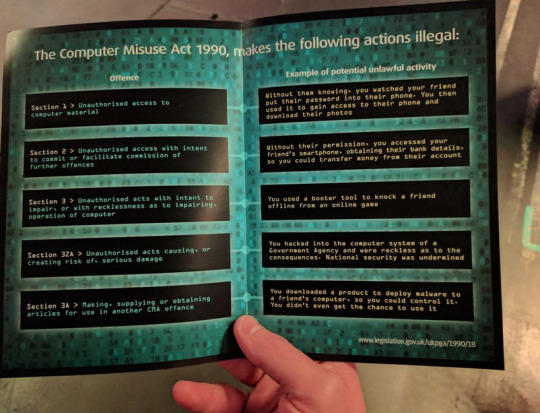 The Computer Misuse Act 1990, makes the following actions illegal:
Offence
Example of potential unlawful activity
Section 1 > Unauthorised access to
computer material
Without them knowing, you watched your friend
put their password into their phone. You then
used it to gain access to their phone and
download their photos
Section 2 > Unauthorised access with intent
to commit or facilitate commission of
further offences
Without their permission, you accessed your
friend's smartphone, obtaining their bank details,
so you could transfer money from their account
Section 3 > Unauthorised acts with intent to
impair, or with recklessness as to impairing,
operation of computer
You used a booter tool to knock a friend
offline from an online game
Section 3ZA > Unauthorised acts causing, or
creating risk of, serious damage
You hacked into the computer system of a
Government Agency and were reckless as to the
consequences. National security was undermined
Section 3A > Making, supplying or obtaining
articles for use in another CMA offence
You downloaded a product to deploy malware to
a friend's computer, so you could control it.
You didn't even get the chance to use it
www.legislation.gov.uk/ukpga/1990/18